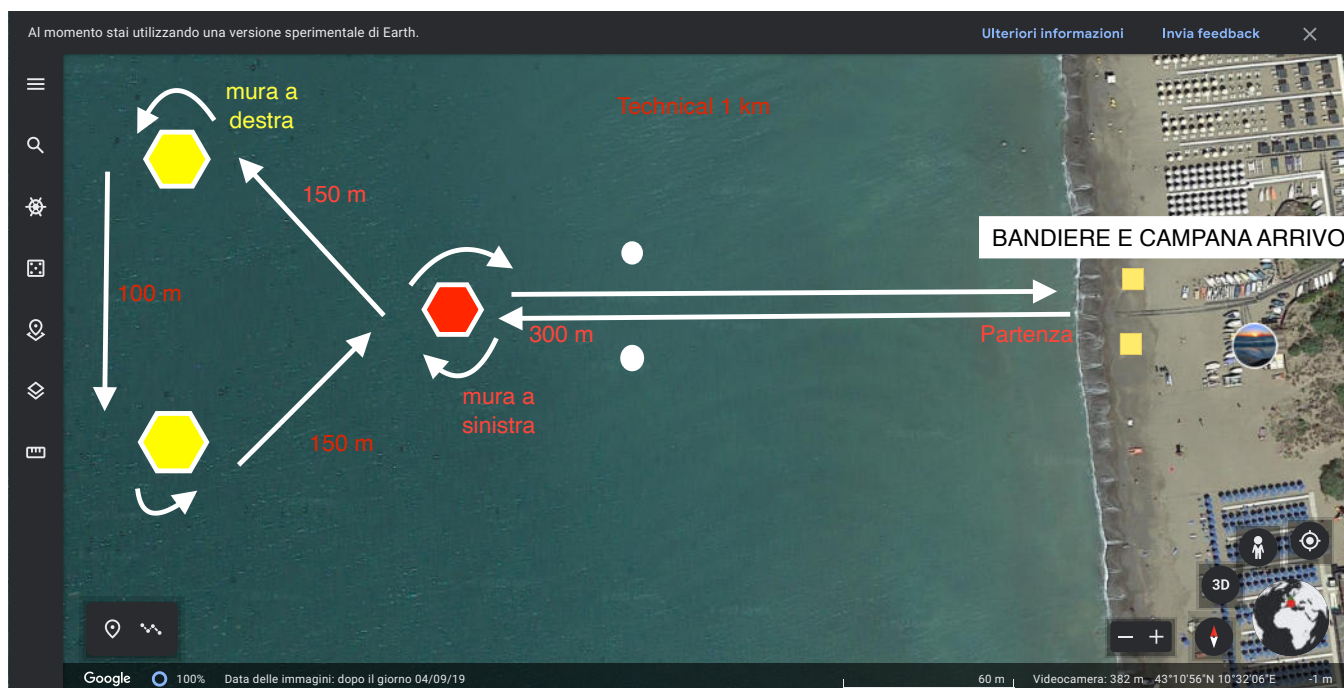 Al momento stai utilizzando una versione sperimentale di Earth.
Ulteriori informazioni
Invia feedback
mura a
destra
Technical 1 km
150 m
BANDIERE E CAMPANA ARRIVO
100 m
300 m
Partenza
mura a
sinistra
150 m
3D
Google
100%
Data delle immagini: dopo il giorno 04/09/19
60 m
Videocamera: 382 m
43°10'56"N 10°32'06"E
-1 m